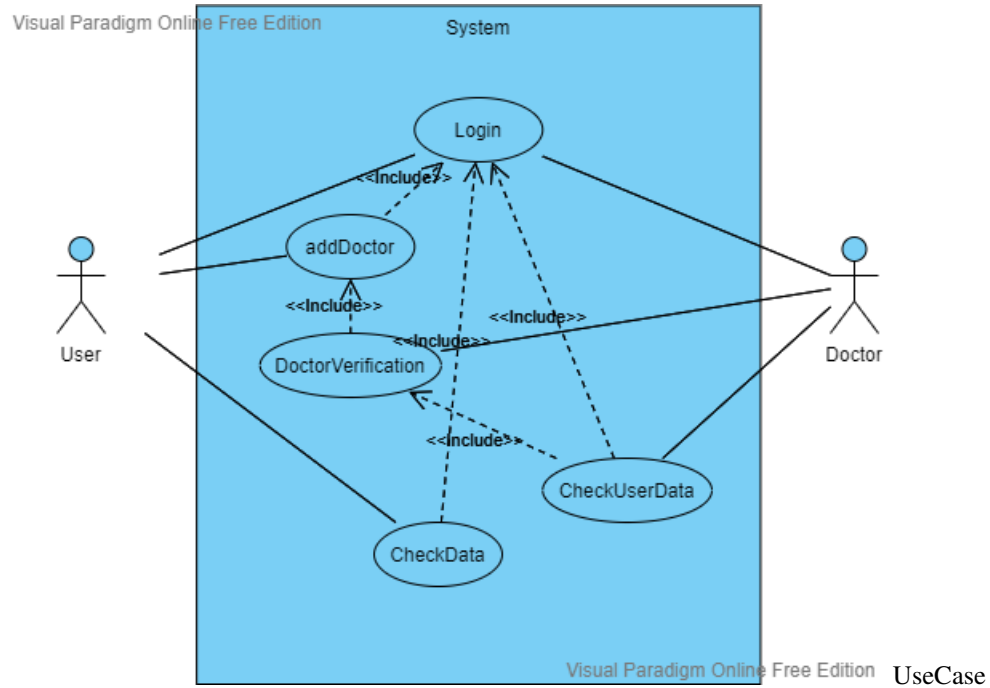 Visual Paradigm Online Free Edition
System
Login
<<Include>>
addDoctor
<<Include>>
<<Include>>
<<Include>>
DoctorVerification
User
Doctor
<<Include>>
CheckUserData
CheckData
Visual Paradigm Online Free Edition
UseCase